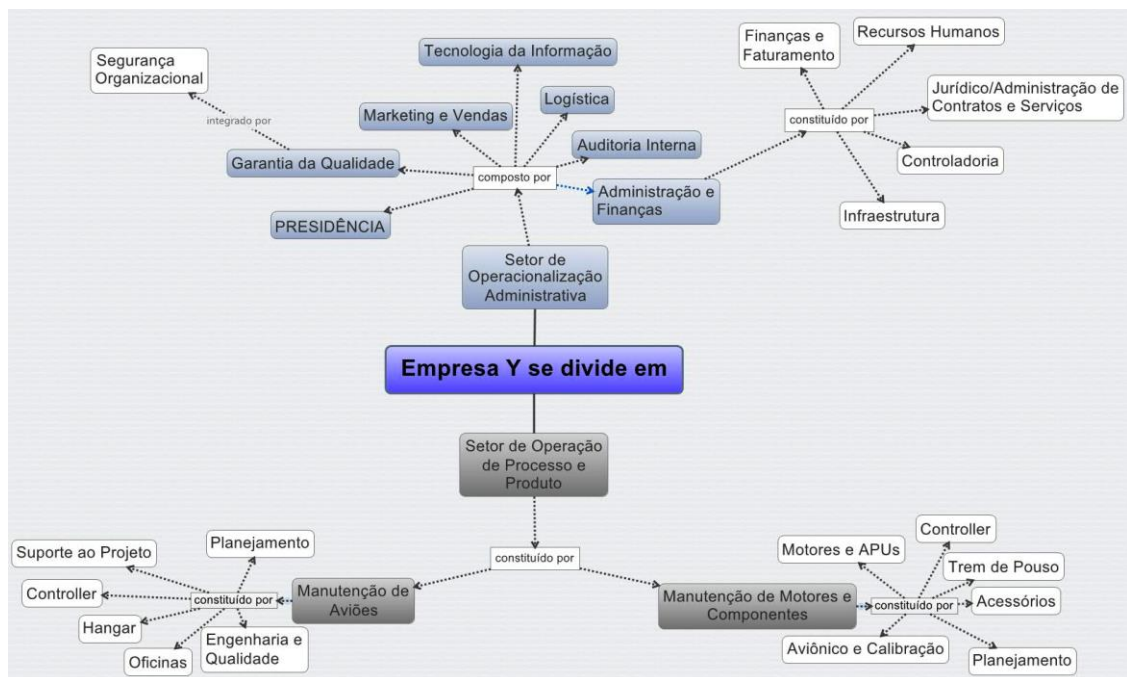 Tecnologia da Informação
Finanças e
Faturamento
Recursos Humanos
Segurança
Organizacional
Logística
Jurídico/Administração de
Contratos e Serviços
Marketing e Vendas
integrado por
constituído por
Auditoria Interna
Garantia da Qualidade
Controladoria
composto por
Administração e
Finanças
PRESIDÊNCIA
Infraestrutura
Setor de
Operacionalização
Administrativa
Empresa Y se divide em
Setor de Operação
de Processo e
Produto
constituído por
Planejamento
Suporte ao Projeto
Controller
constituído por
Manutenção de
Aviões
Hangar
Engenharia e
Qualidade
Oficinas
Controller
Motores e APUs
Trem de Pouso
Manutenção de Motores e
Componentes
constituído por
Acessórios
Aviônico e Calibração
Planejamento